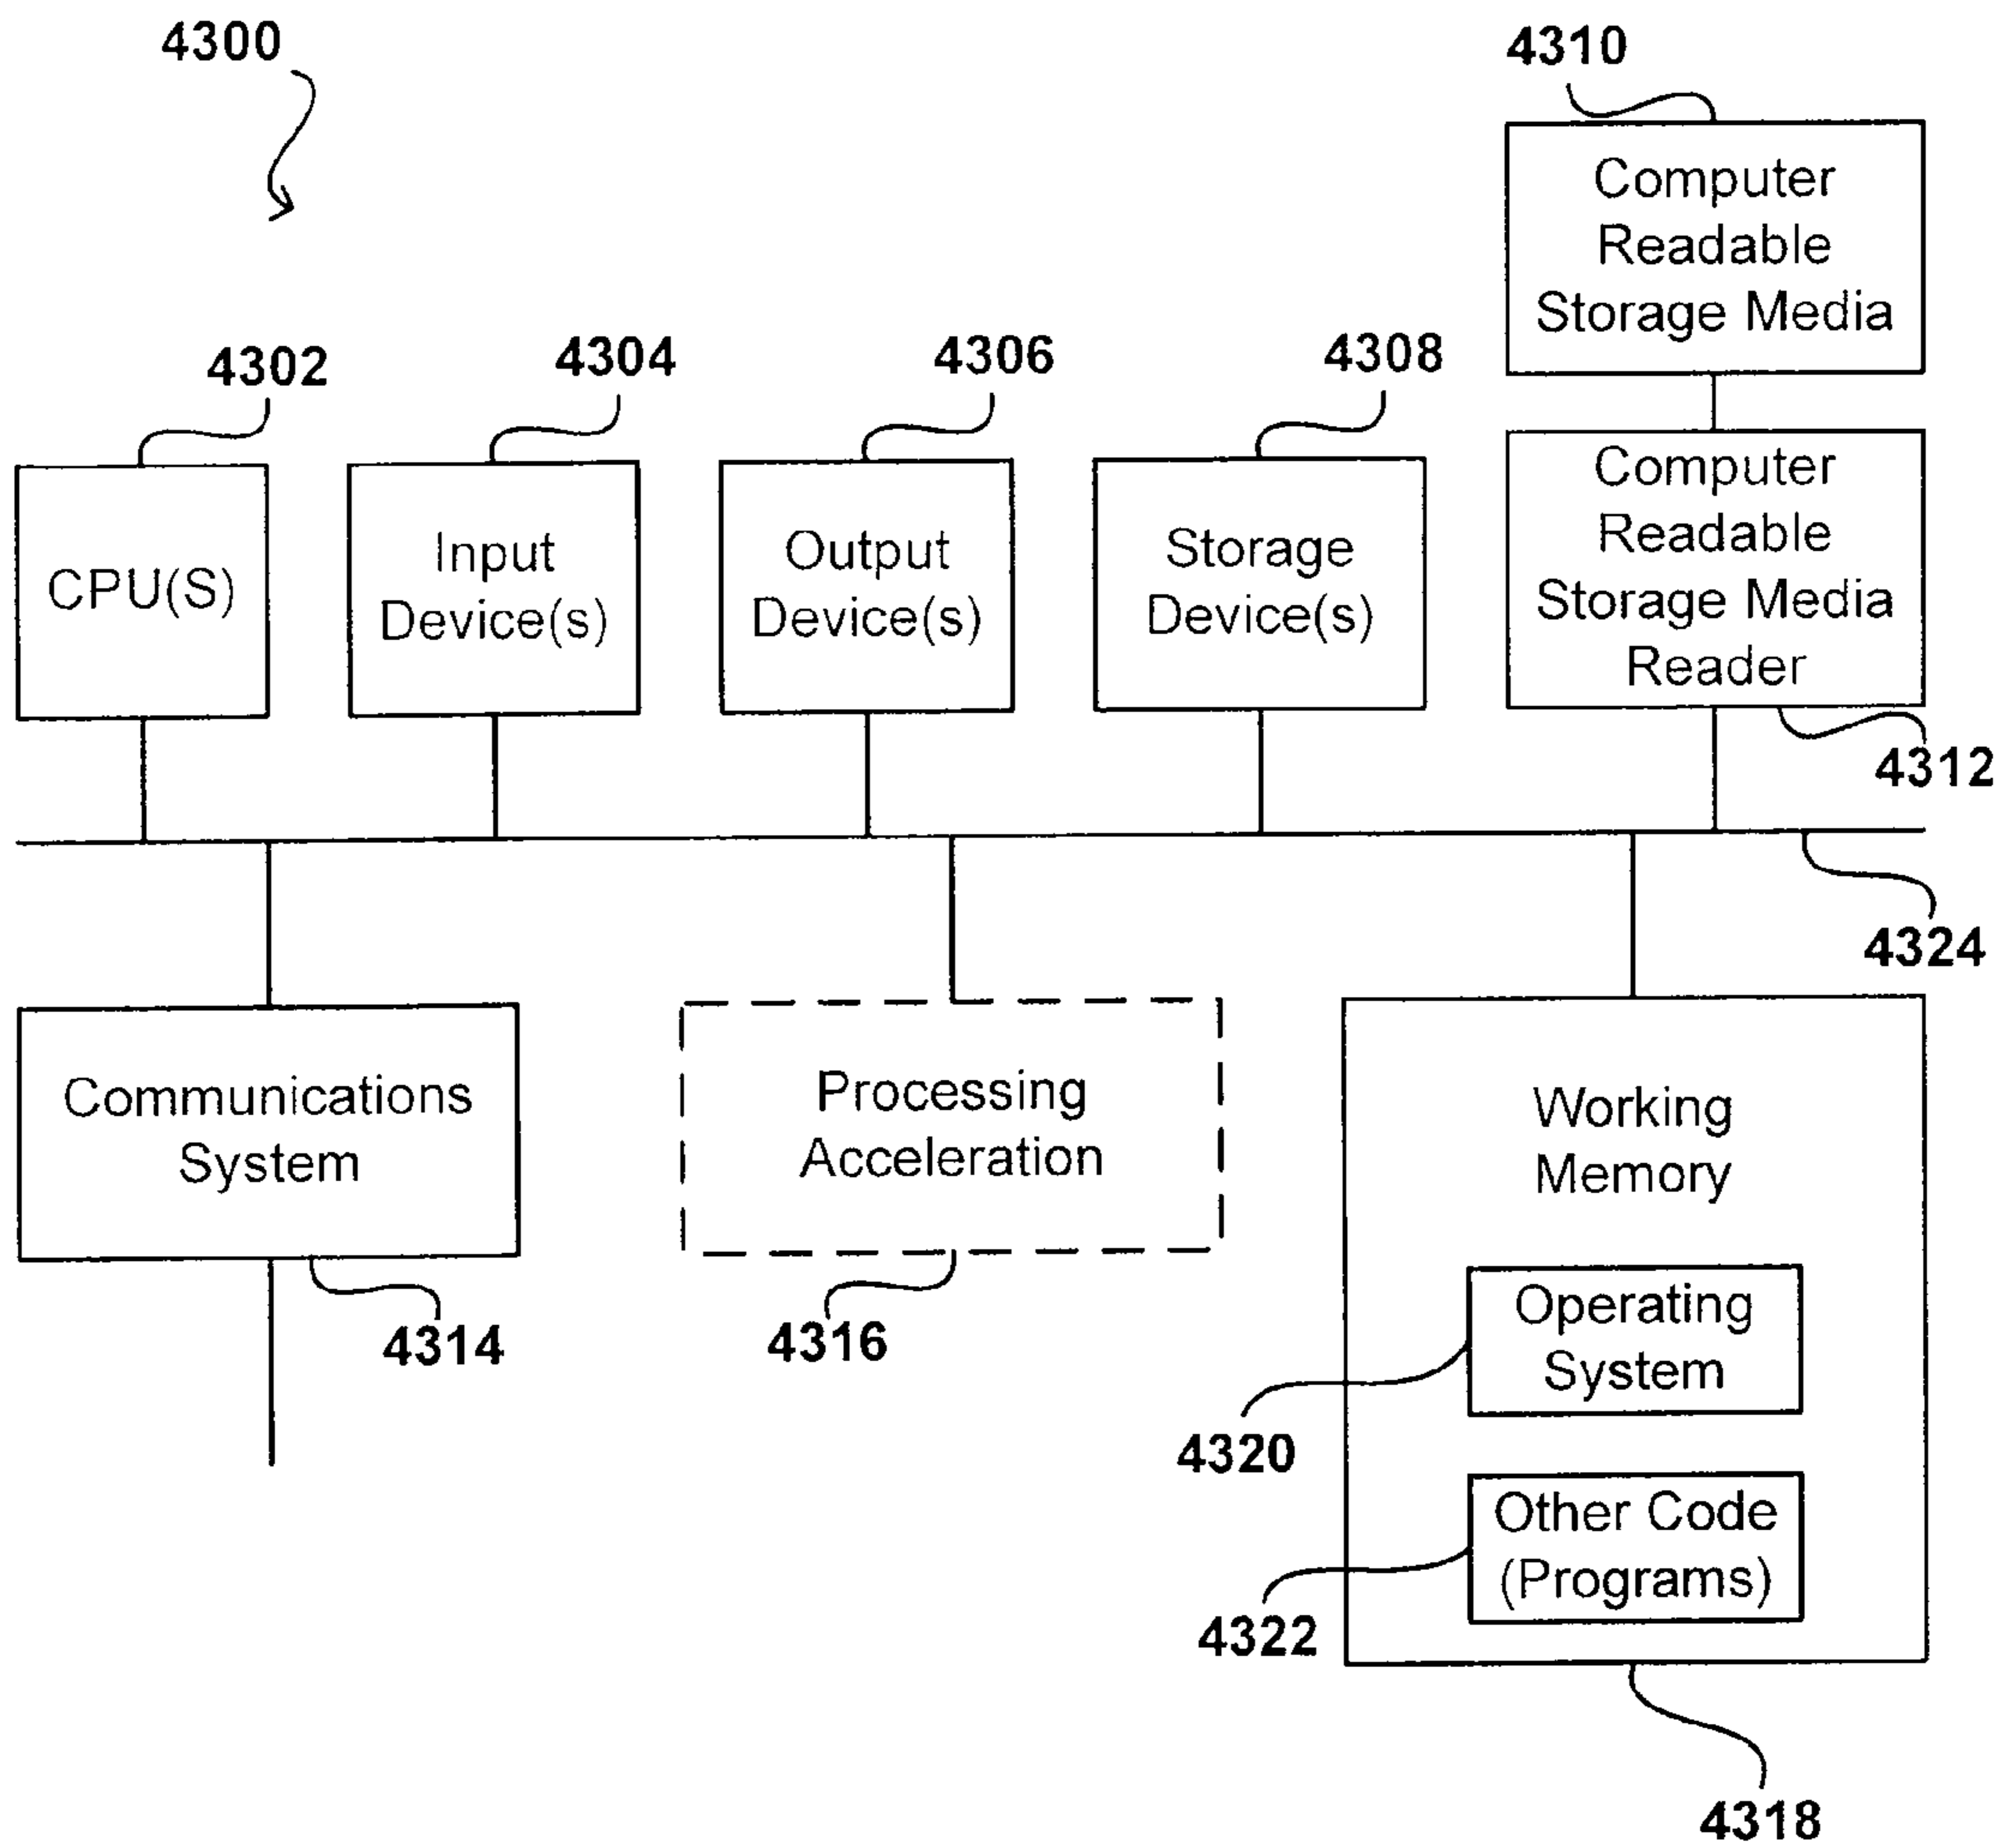 4300
4310
Computer
Readable
Storage Media
4302
4304
4306
4308
CPU(S)
Input
Device(s)
Output
Device(s)
Storage
Device(s)
Computer
Readable
Storage Media
Reader
4312
4324
Communications
System
4314
Processing
Acceleration
4316
Working
Memory
Operating
System
4320
Other Code
(Programs)
4322
4318